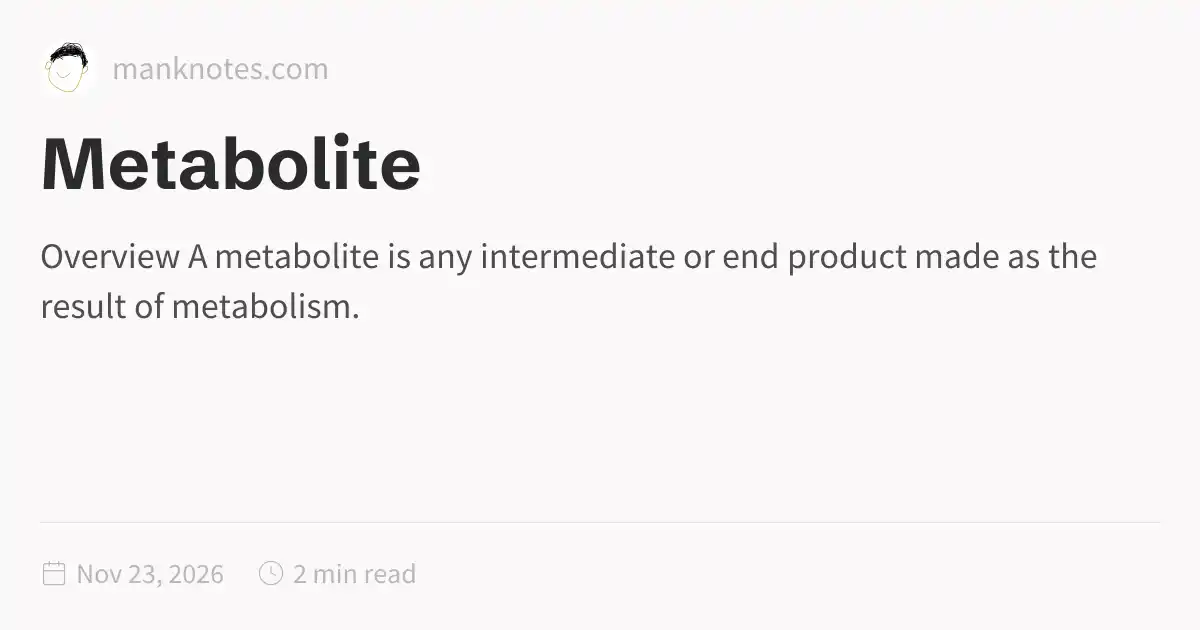 manknotes.com
Metabolite
Overview A metabolite is any intermediate or end product made as the
result of metabolism.
Nov 23, 2026
2 min read